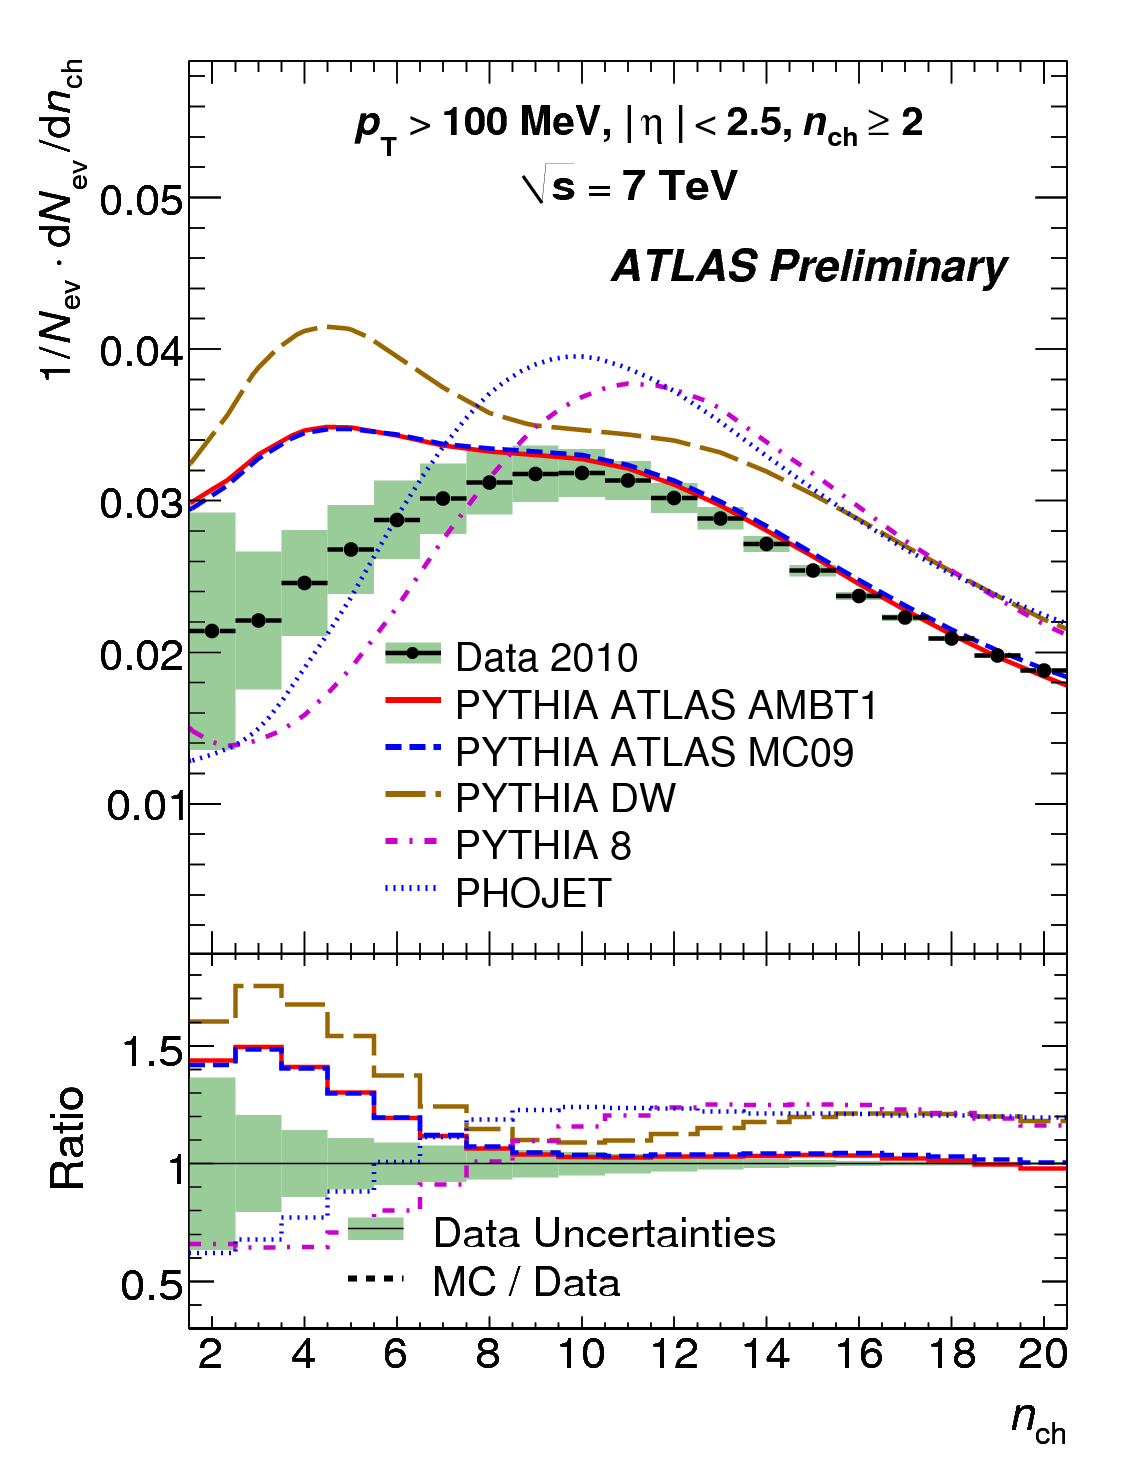 p_T > 100 MeV, | η | < 2.5, n_ch ≥ 2
√s = 7 TeV
ATLAS Preliminary
1/N_ev · dN_ev/dn_ch
0.05
0.04
0.03
0.02
0.01
Data 2010
PYTHIA ATLAS AMBT1
PYTHIA ATLAS MC09
PYTHIA DW
PYTHIA 8
PHOJET
Ratio
1.5
1
0.5
Data Uncertainties
MC / Data
2 4 6 8 10 12 14 16 18 20
n_ch